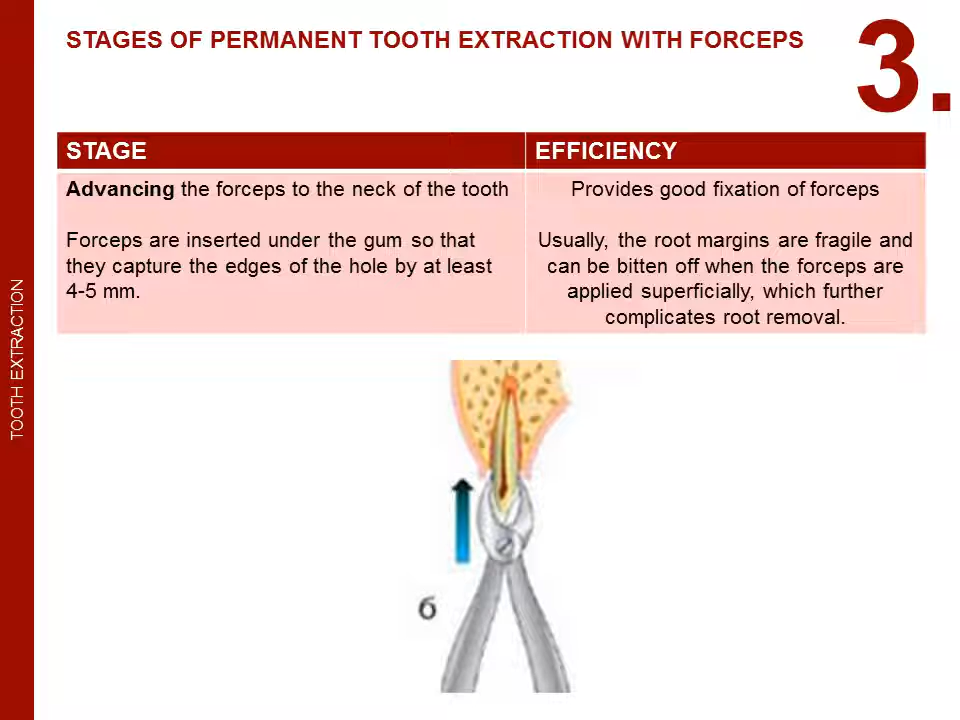 STAGES OF PERMANENT TOOTH EXTRACTION WITH FORCEPS
3.
STAGE
EFFICIENCY
Advancing the forceps to the neck of the tooth
Forceps are inserted under the gum so that
they capture the edges of the hole by at least
4-5 mm.
Provides good fixation of forceps
Usually, the root margins are fragile and
can be bitten off when the forceps are
applied superficially, which further
complicates root removal.
TOOTH EXTRACTION
б